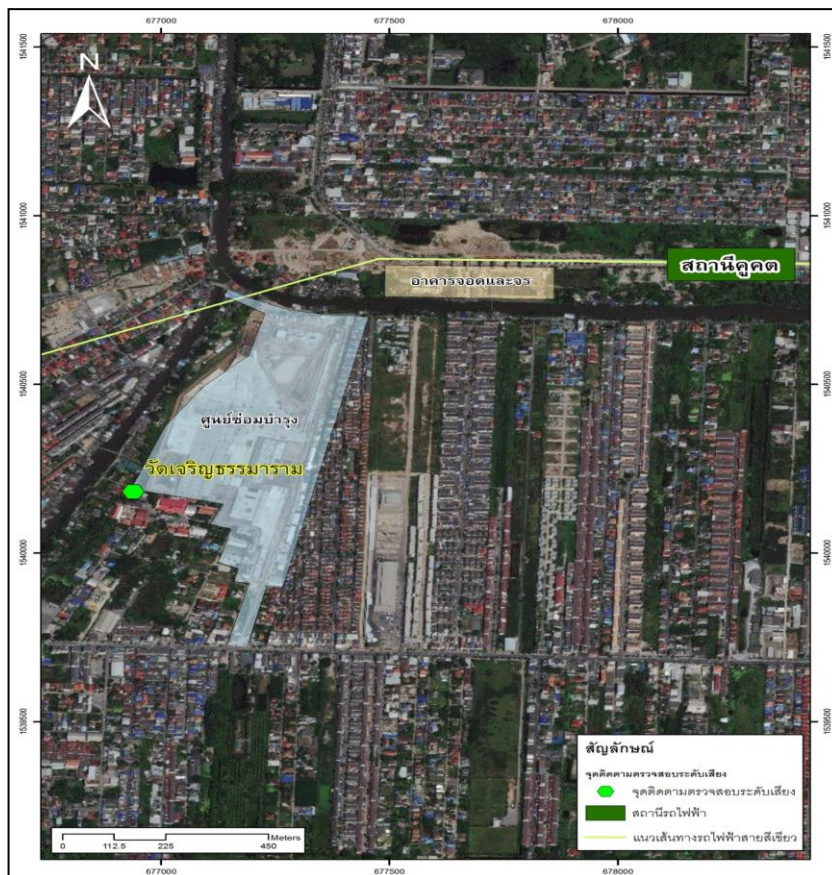 677000 677500 678000
1541500 1541500
N
1541000 1541000
สถานีคูคต
อาคารจอดและจร
1540500 1540500
ศูนย์ซ่อมบำรุง
วัดเจริญธรรมาราม
1540000 1540000
1539500 1539500
สัญลักษณ์
จุดติดตามตรวจสอบระดับเสียง
จุดติดตามตรวจสอบระดับเสียง
สถานีรถไฟฟ้า
แนวเส้นทางรถไฟฟ้าสายสีเขียว
Meters
0 112.5 225 450
677000 677500 678000